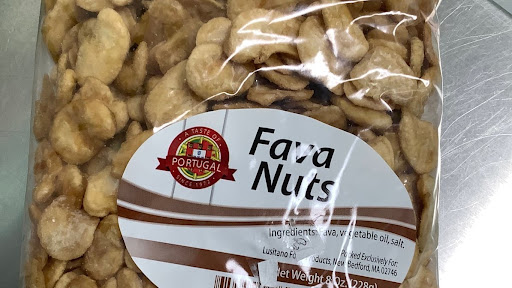 A TASTE OF
PORTUGAL
SINCE 1974
Fava
Nuts
Ingredients: Fava, vegetable oil, salt.
Packed Exclusively For:
Lusitano Products,
New Bedford, MA 02746
Net Weight 8 Oz. (228g)